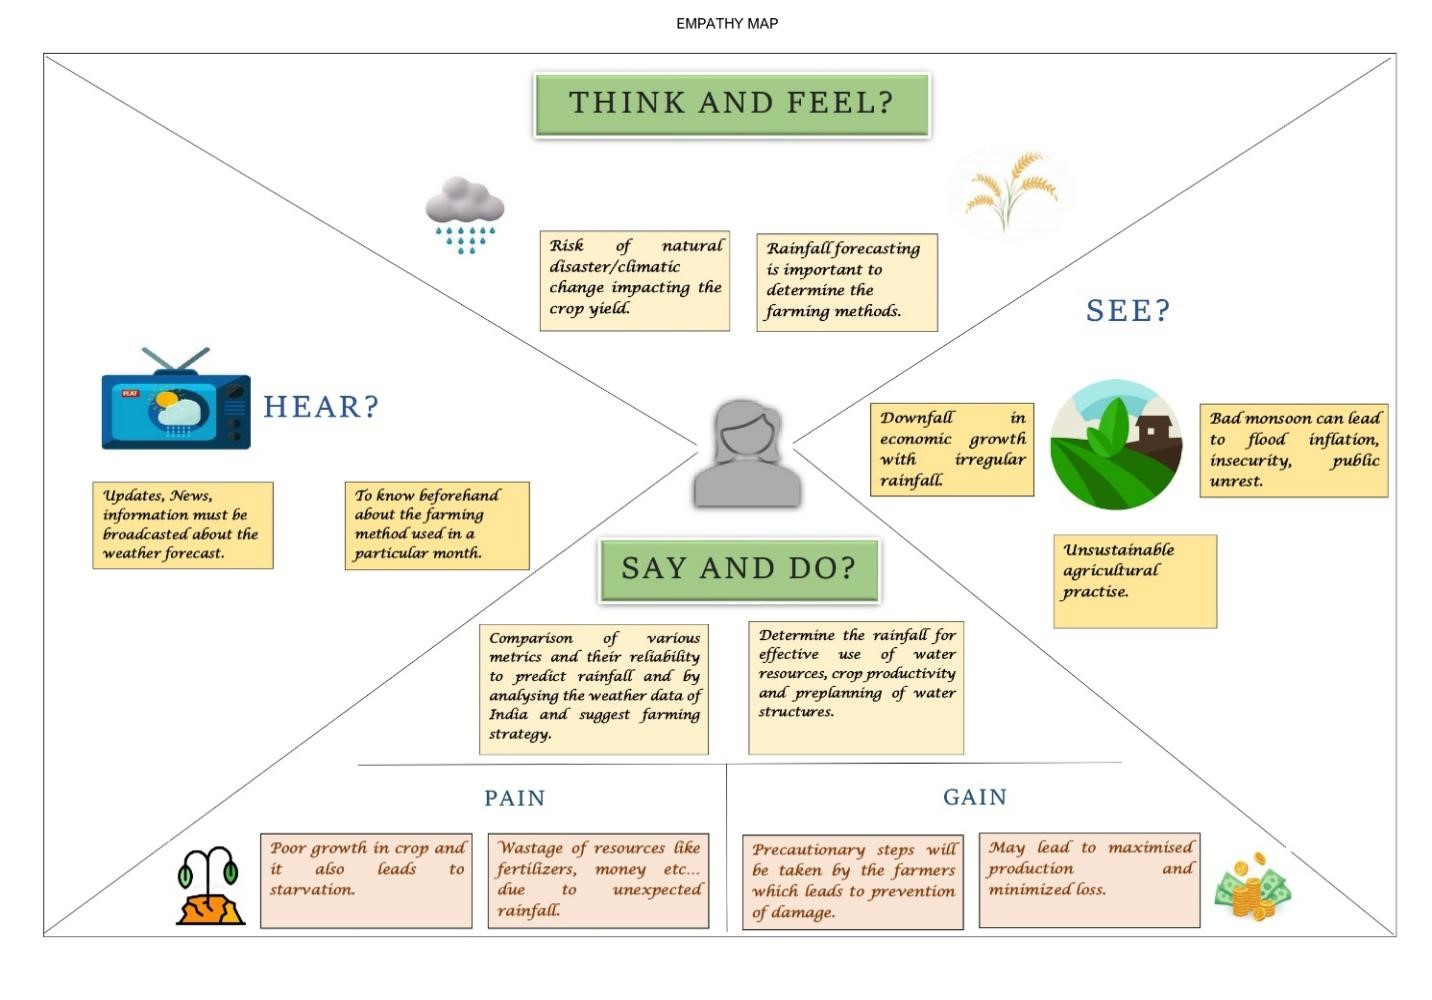 EMPATHY MAP
THINK AND FEEL?
Risk of natural
disaster/climatic
change impacting the
crop yield.
Rainfall forecasting
is important to
determine the
farming methods.
SEE?
Downfall in
economic growth
with irregular
rainfall.
Bad monsoon can lead
to flood inflation,
insecurity, public
unrest.
Unsustainable
agricultural
practise.
FLAT
HEAR?
Updates, News,
information must be
broadcasted about the
weather forecast.
To know beforehand
about the farming
method used in a
particular month.
SAY AND DO?
Comparison of various
metrics and their reliability
to predict rainfall and by
analysing the weather data of
India and suggest farming
strategy.
Determine the rainfall for
effective use of water
resources, crop productivity
and preplanning of water
structures.
PAIN
Poor growth in crop and
it also leads to
starvation.
Wastage of resources like
fertilizers, money etc...
due to unexpected
rainfall.
GAIN
Precautionary steps will
be taken by the farmers
which leads to prevention
of damage.
May lead to maximised
production and
minimized loss.